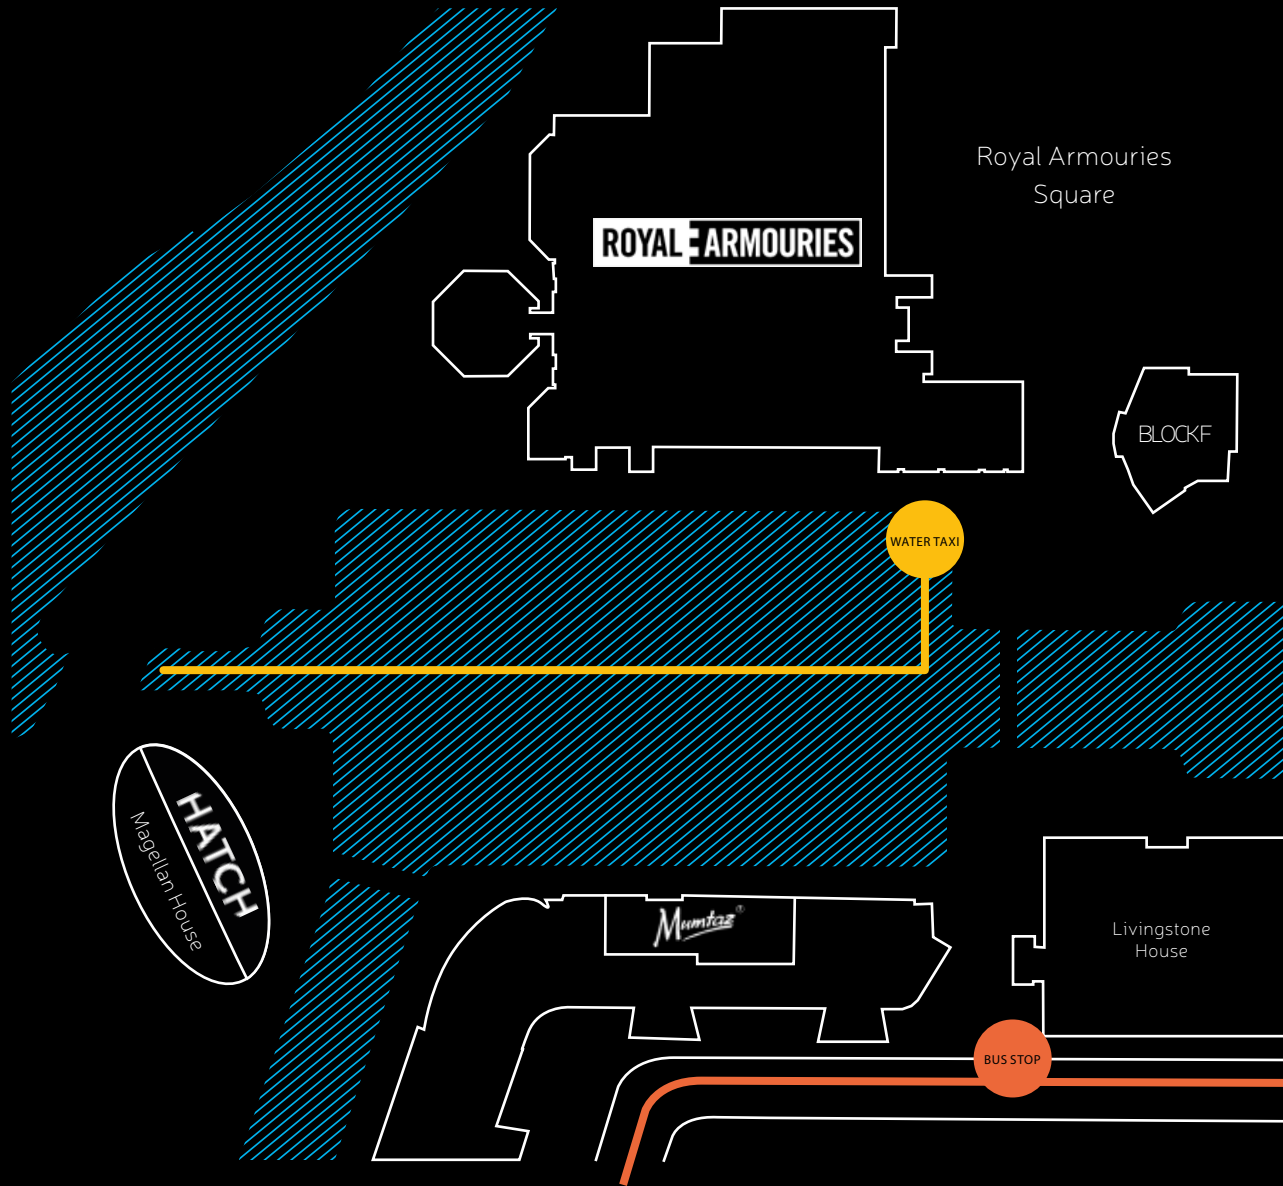 Royal Armouries
Square
ROYAL ARMOURIES
BLOCKF
WATER TAXI
HATCH
Magellan House
Mumtaz®
Livingstone
House
BUS STOP